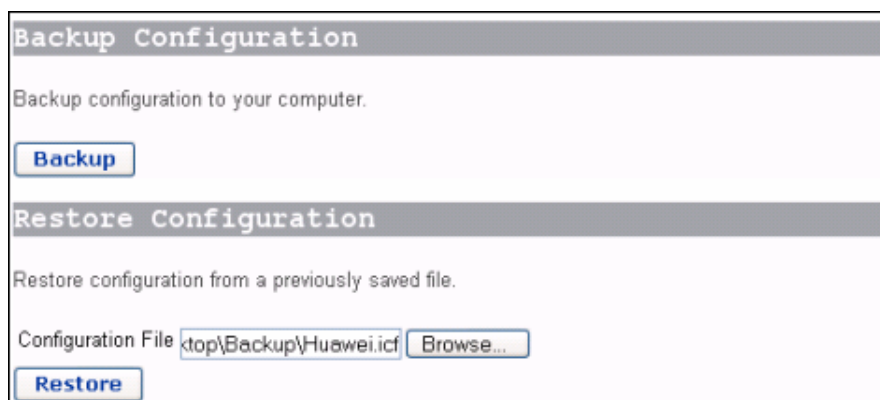 Backup Configuration
Backup configuration to your computer.
Backup
Restore Configuration
Restore configuration from a previously saved file.
Configuration File ktop\Backup\Huawei.icf Browse...
Restore